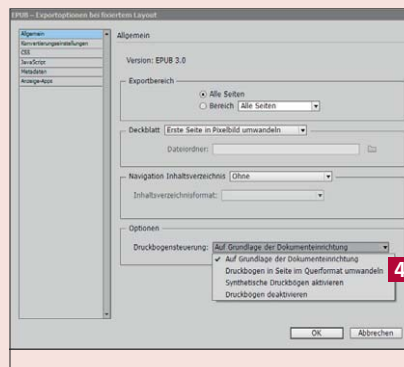 EPUB – Exportoptionen bei fixiertem Layout
Allgemein
Konvertierungseinstellungen
CSS
JavaScript
Metadaten
Anzeige-Apps
Allgemein
Version: EPUB 3.0
Exportbereich
Alle Seiten
Bereich Alle Seiten
Deckblatt Erste Seite in Pixelbild umwandeln
Dateiordner:
Navigation Inhaltsverzeichnis Ohne
Inhaltsverzeichnisformat:
Optionen
Druckbogensteuerung: Auf Grundlage der Dokumenteinrichtung
Auf Grundlage der Dokumenteinrichtung
Druckbogen in Seite im Querformat umwandeln
Synthetische Druckbögen aktivieren
Druckbögen deaktivieren
4
OK Abbrechen